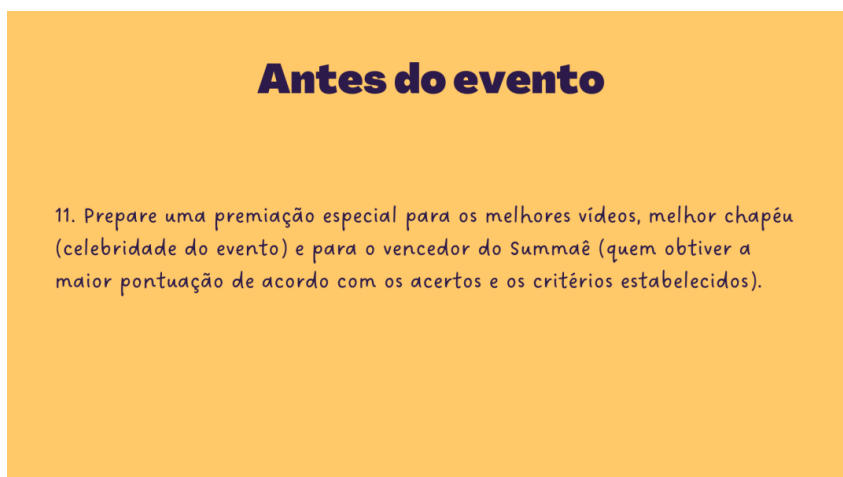 Antes do evento
11. Prepare uma premiação especial para os melhores vídeos, melhor chapéu
(celebridade do evento) e para o vencedor do Summaê (quem obtiver a
maior pontuação de acordo com os acertos e os critérios estabelecidos).